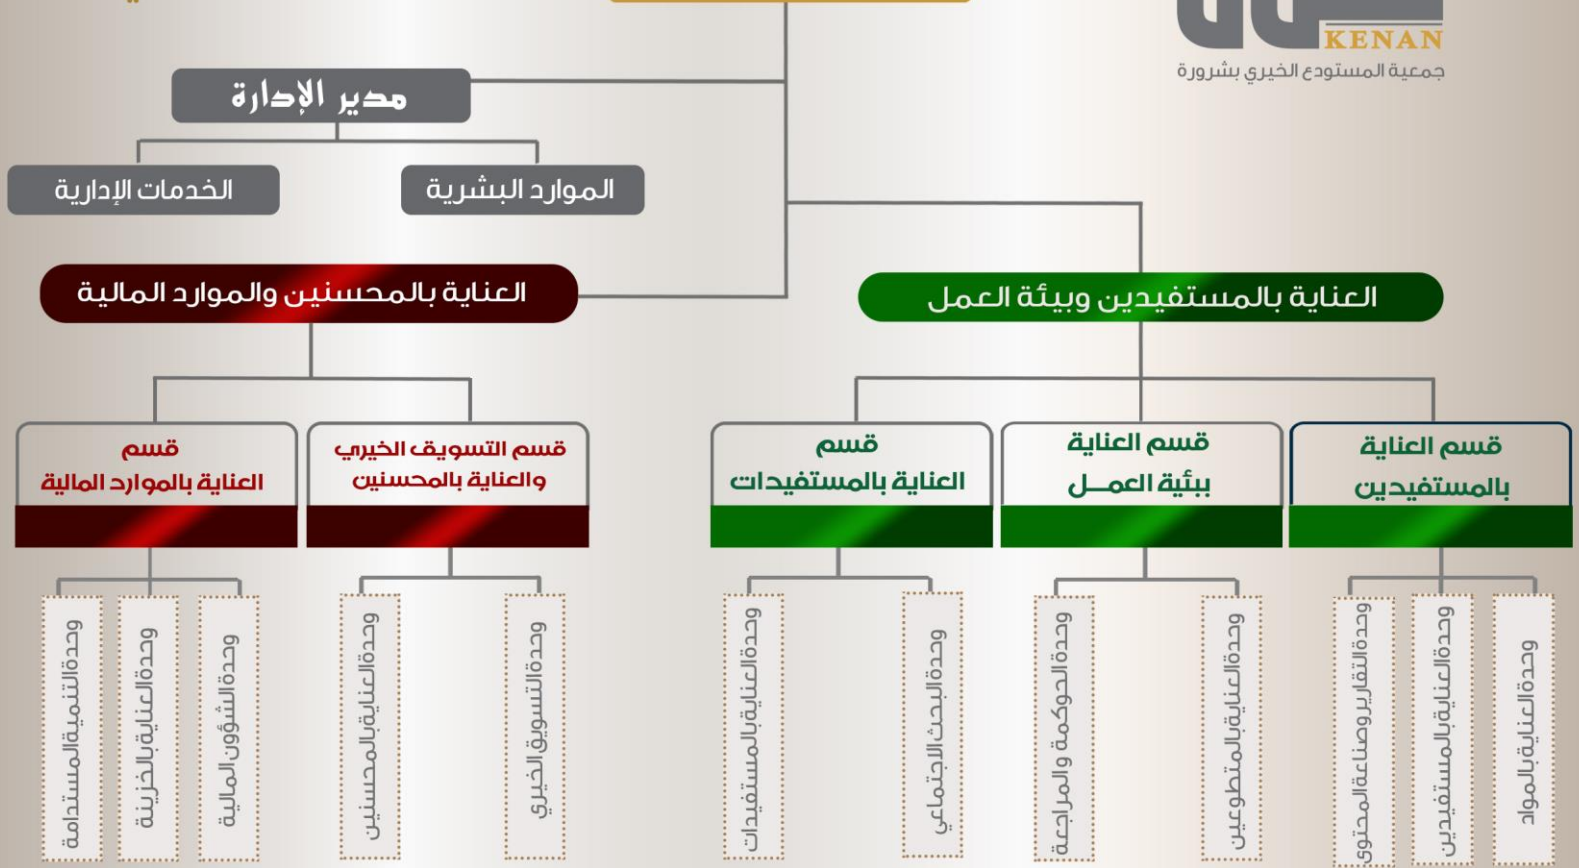 KENAN
جمعية المستودع الخيري بشرورة
مدير الإدارة
الموارد البشرية
الخدمات الإدارية
العناية بالمستفيدين وبيئة العمل
العناية بالمحسنين والموارد المالية
قسم العناية
بالمستفيدين
قسم العناية
ببئية العمــل
قسم
العناية بالمستفيدات
قسم التسويق الخيري
والعناية بالمحسنين
قسم
العناية بالموارد المالية
وحدة العناية بالمواد
وحدة العناية بالمستفيدين
وحدة التقارير وصناعة المحتوى
وحدة العناية بالمتطوعين
وحدة الحوكمة والمراجعة
وحدة البحث الاجتماعي
وحدة العناية بالمستفيدات
وحدة التسويق الخيري
وحدة العناية بالمحسنين
وحدة الشؤون المالية
وحدة العناية بالخزينة
وحدة التنمية المستدامة